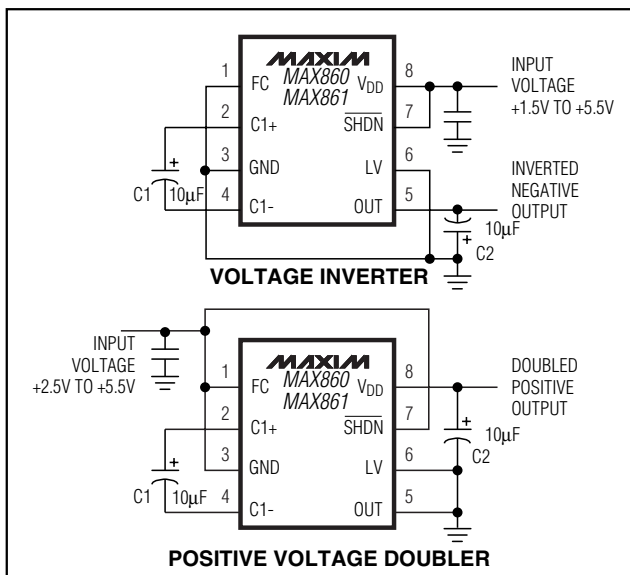 MAXIM
MAX860
MAX861
1 FC
2 C1+
3 GND
4 C1-
VDD 8
SHDN 7
LV 6
OUT 5
C1 10μF +
INPUT
VOLTAGE
+1.5V TO +5.5V
INVERTED
NEGATIVE
OUTPUT
10μF
+ C2
VOLTAGE INVERTER
INPUT
VOLTAGE
+2.5V TO +5.5V
MAXIM
MAX860
MAX861
1 FC
2 C1+
3 GND
4 C1-
VDD 8
SHDN 7
LV 6
OUT 5
C1 10μF +
DOUBLED
POSITIVE
OUTPUT
+
10μF
C2
POSITIVE VOLTAGE DOUBLER